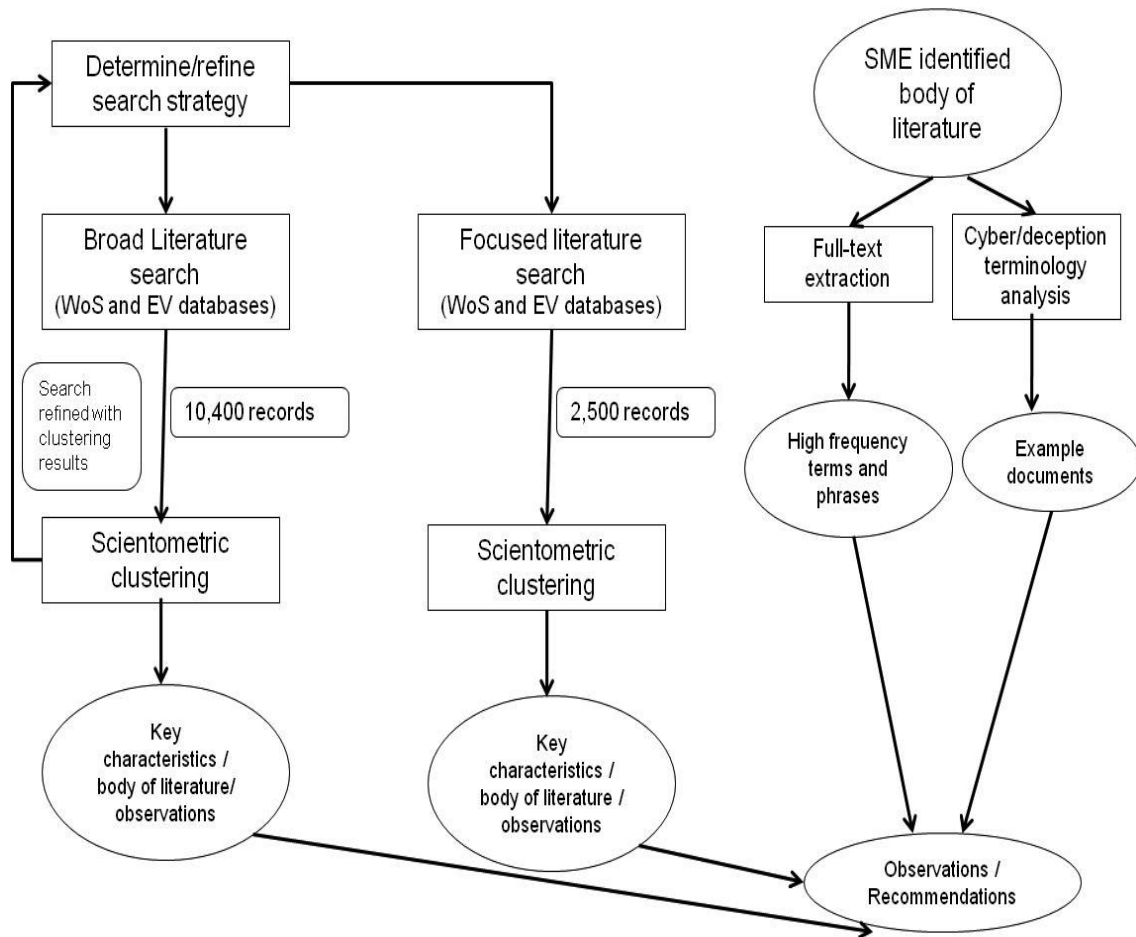 Determine/refine
search strategy
SME identified
body of
literature
Broad Literature
search
(WoS and EV databases)
Focused literature
search
(WoS and EV databases)
Full-text
extraction
Cyber/deception
terminology
analysis
Search
refined with
clustering
results
10,400 records
2,500 records
High frequency
terms and
phrases
Example
documents
Scientometric
clustering
Scientometric
clustering
Key
characteristics /
body of literature/
observations
Key
characteristics /
body of literature /
observations
Observations /
Recommendations